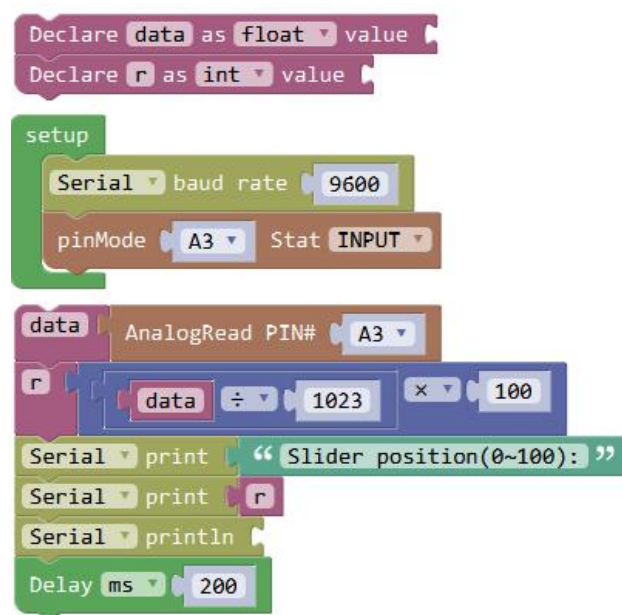 Declare data as float value
Declare r as int value
setup
Serial baud rate 9600
pinMode A3 Stat INPUT
data AnalogRead PIN# A3
r data ÷ 1023 × 100
Serial print “ Slider position(0~100): ”
Serial print r
Serial println
Delay ms 200